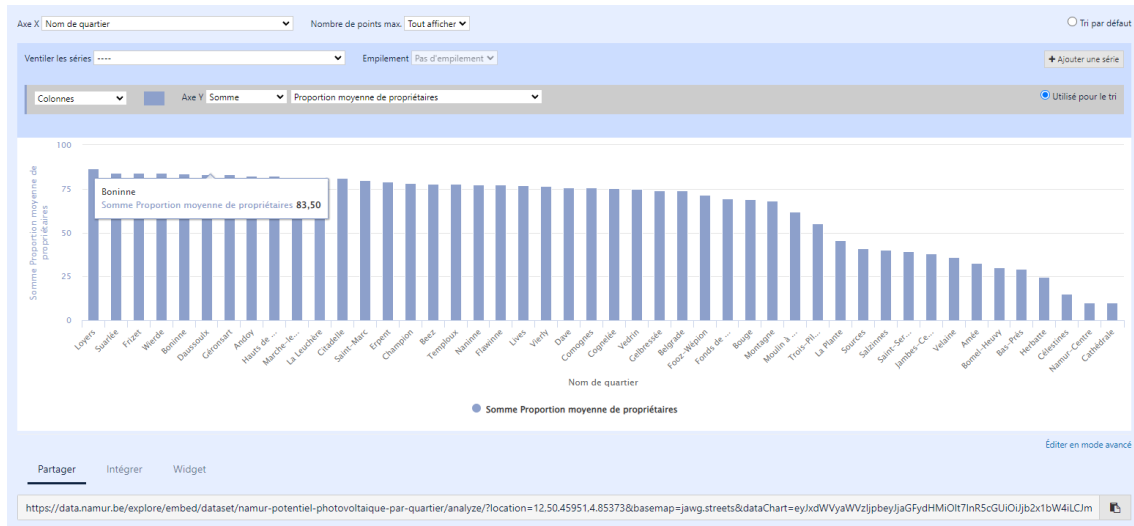 Axe X Nom de quartier Nombre de points max. Tout afficher Tri par défaut
Ventiler les séries ---- Empilement Pas d'empilement + Ajouter une série
Colonnes Axe Y Somme Proportion moyenne de propriétaires Utilisé pour le tri
Somme Proportion moyenne de propriétaires
100
75
50
25
0
Boninne
Somme Proportion moyenne de propriétaires 83,50
Loyers Suarlée Frizet Wierde Boninne Daussoulx Géronsart Andoy Hauts de ... Marche-le... La Leuchère Citadelle Saint-Marc Erpent Champion Beez Temploux Naninne Flawinne Lives Vierly Dave Comognes Cognelée Vedrin Gelbressée Belgrade Fooz-Wépion Fonds de ... Bouge Montagne Moulin à ... Trois-Pil... La Plante Sources Salzinnes Saint-Ser... Jambes-Ce... Velaine Amée Bomel-Heuvy Bas-Prés Herbatte Célestines Namur-Centre Cathédrale
Nom de quartier
Somme Proportion moyenne de propriétaires
Éditer en mode avancé
Partager Intégrer Widget
https://data.namur.be/explore/embed/dataset/namur-potentiel-photovoltaique-par-quartier/analyze/?location=12,50.45951,4.85373&basemap=jawg.streets&dataChart=eyJxdWVyaWVzIjpbeyJjaGFydHMiOlt7InR5cGUiOiJjb2x1bW4iLCJm